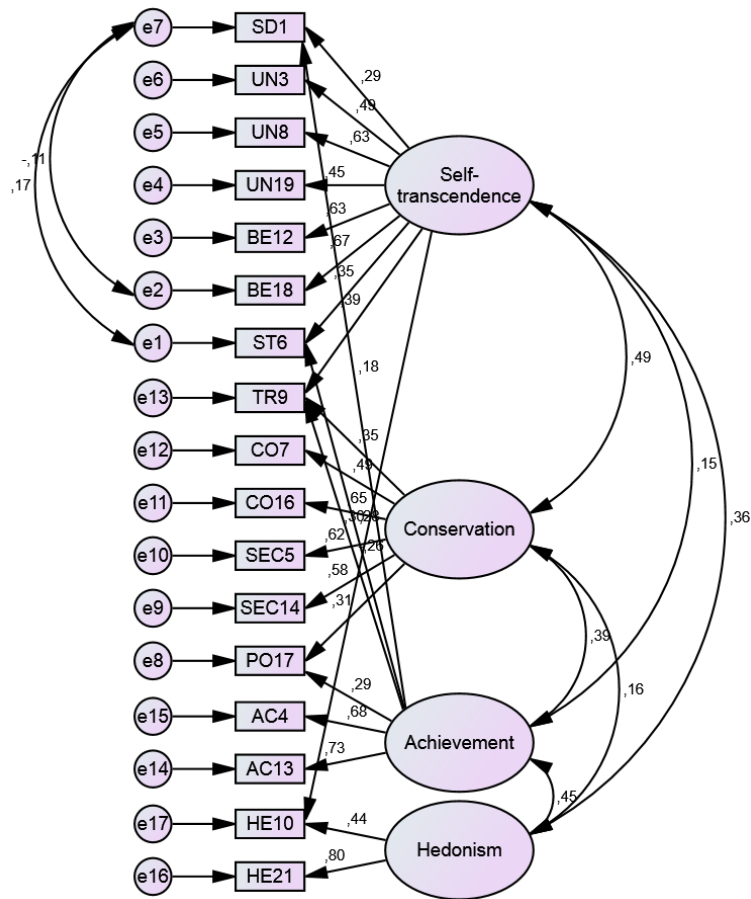 e7
SD1
,29
e6
UN3
,49
e5
UN8
,63
Self-
transcendence
-,11
,17
e4
UN19
,45
e3
BE12
,63
,67
e2
BE18
,35
,39
e1
ST6
,49
,18
e13
TR9
,35
e12
CO7
,49
,15
e11
CO16
,65
,36
Conservation
e10
SEC5
,62
e9
SEC14
,58
e8
PO17
,31
,39
,16
,29
e15
AC4
,68
Achievement
e14
AC13
,73
,45
e17
HE10
,44
Hedonism
e16
HE21
,80